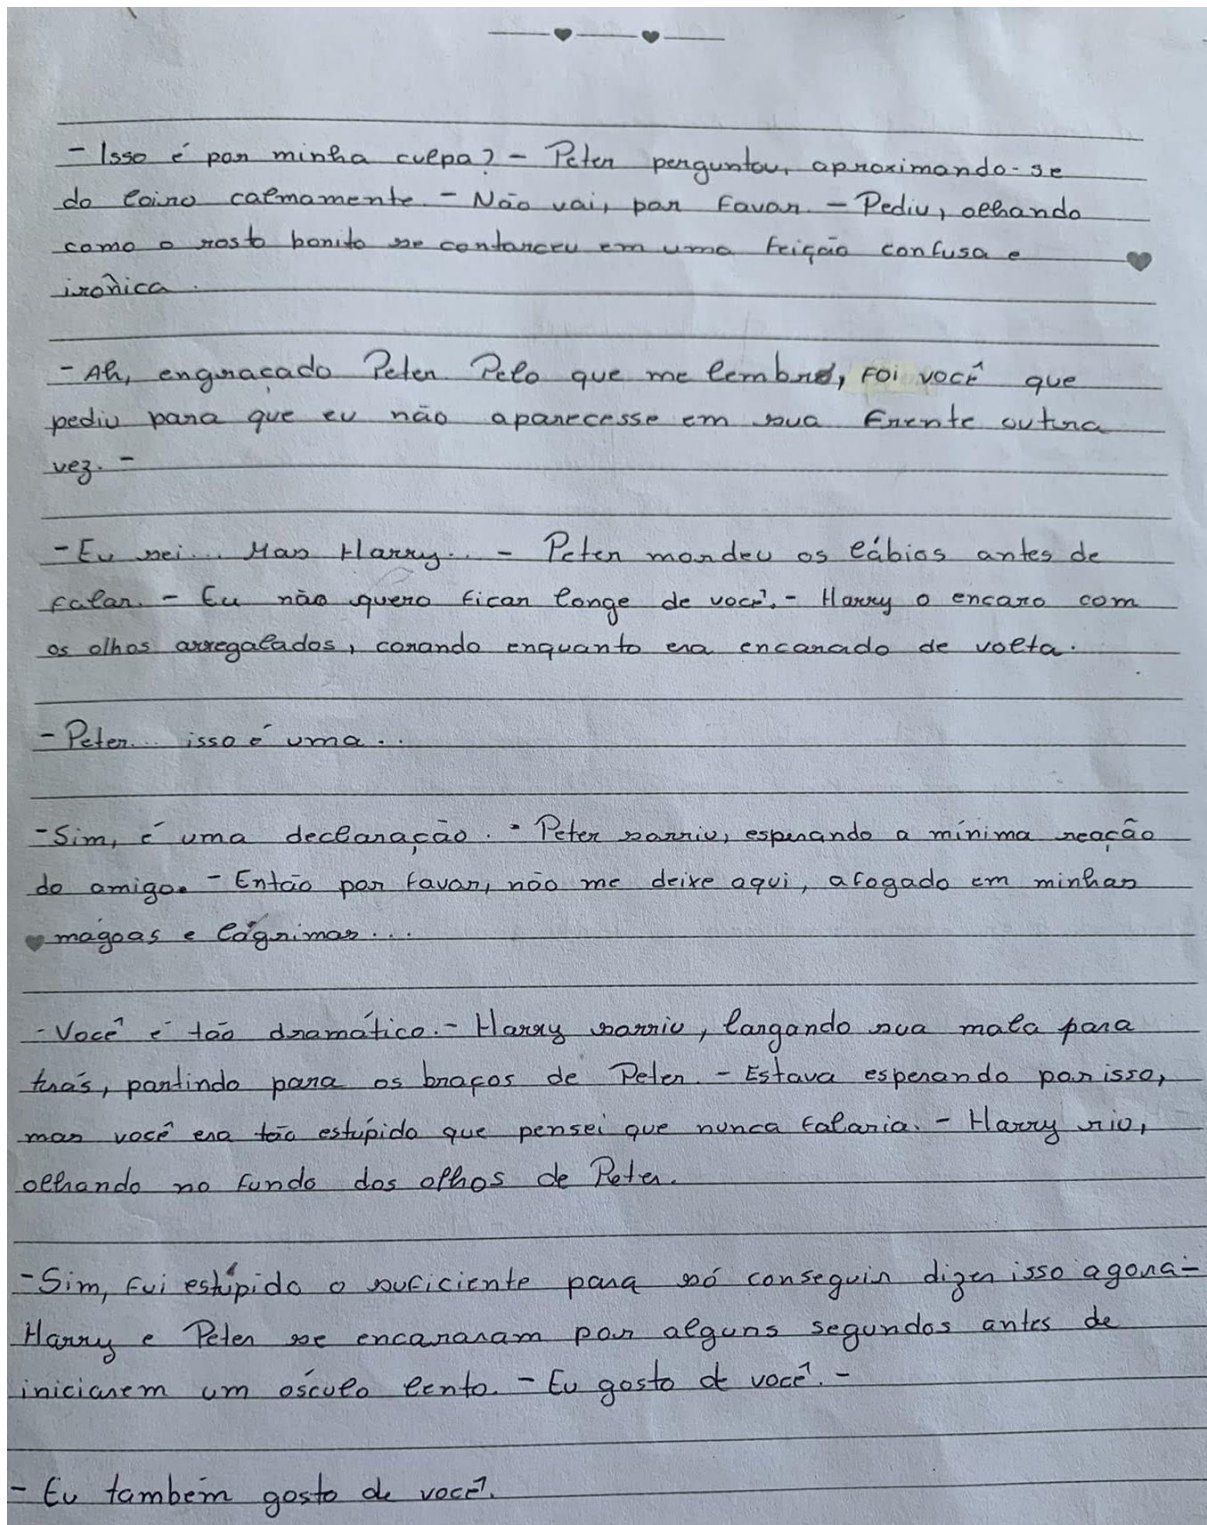 - Isso é por minha culpa? - Peter perguntou, aproximando-se
do loiro calmamente. - Não vai, por favor. - Pediu, olhando
como o rosto bonito se contorceu em uma feição confusa e
irônica.
- Ah, engraçado Peter. Pelo que me lembro, foi você que
pediu para que eu não aparecesse em sua frente outra
vez. -
- Eu sei... Mas Harry... - Peter mordeu os lábios antes de
falar. - Eu não quero ficar longe de você. - Harry o encaro com
os olhos arregalados, corando enquanto era encarado de volta.
- Peter... isso é uma...
- Sim, é uma declaração. - Peter sorriu, esperando a mínima reação
do amigo. - Então por favor, não me deixe aqui, afogado em minhas
mágoas e lágrimas...
- Você é tão dramático. - Harry sorriu, largando sua mala para
trás, partindo para os braços de Peter. - Estava esperando por isso,
mas você era tão estúpido que pensei que nunca falaria. - Harry rio,
olhando no fundo dos olhos de Peter.
- Sim, fui estúpido o suficiente para só conseguir dizer isso agora -
Harry e Peter se encararam por alguns segundos antes de
iniciarem um ósculo lento. - Eu gosto de você. -
- Eu também gosto de você.